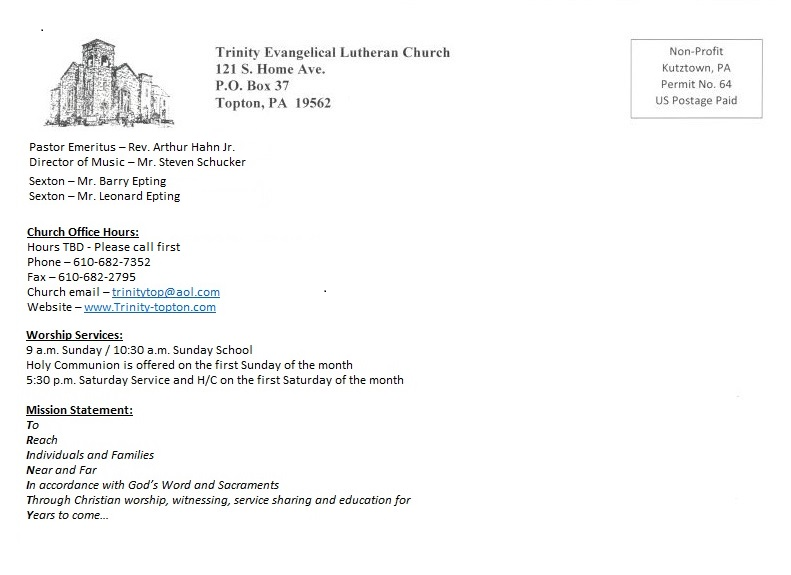 Trinity Evangelical Lutheran Church
121 S. Home Ave.
P.O. Box 37
Topton, PA 19562
Non-Profit
Kutztown, PA
Permit No. 64
US Postage Paid
Pastor Emeritus – Rev. Arthur Hahn Jr.
Director of Music – Mr. Steven Schucker
Sexton – Mr. Barry Epting
Sexton – Mr. Leonard Epting
Church Office Hours:
Hours TBD - Please call first
Phone – 610-682-7352
Fax – 610-682-2795
Church email – trinitytop@aol.com
Website – www.Trinity-topton.com
Worship Services:
9 a.m. Sunday / 10:30 a.m. Sunday School
Holy Communion is offered on the first Sunday of the month
5:30 p.m. Saturday Service and H/C on the first Saturday of the month
Mission Statement:
To
Reach
Individuals and Families
Near and Far
In accordance with God's Word and Sacraments
Through Christian worship, witnessing, service sharing and education for
Years to come…